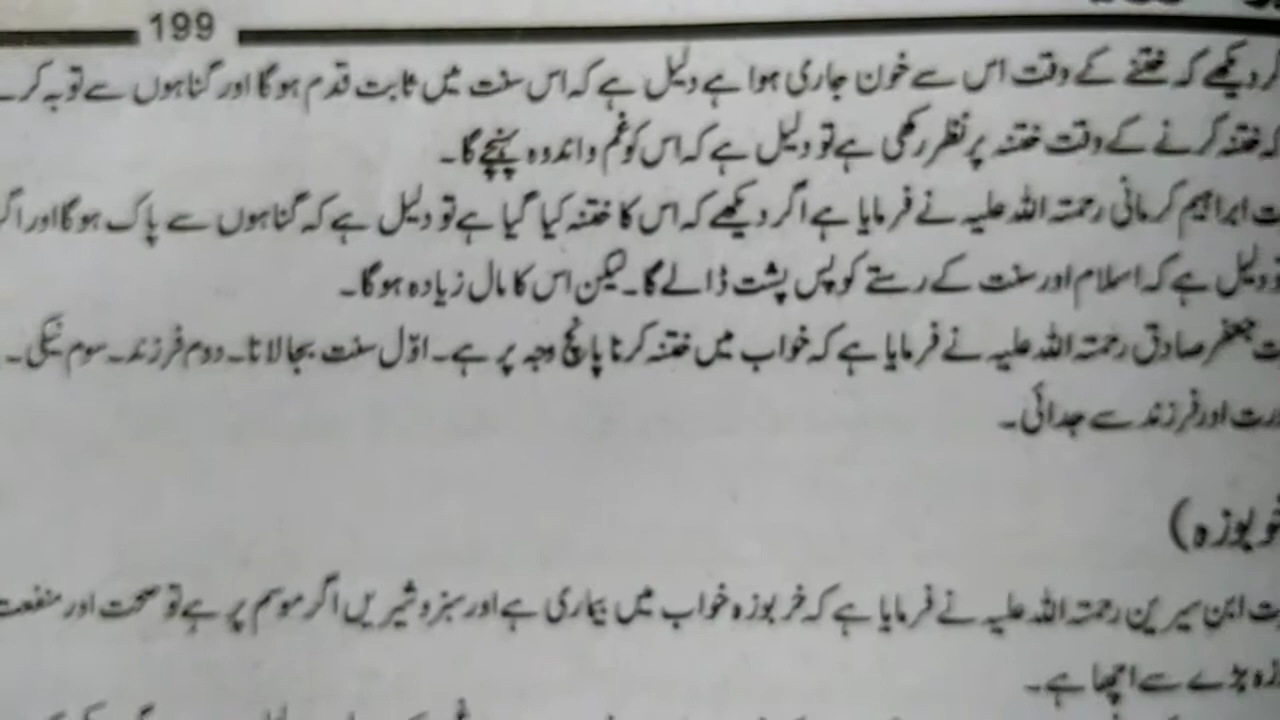 199
دیکھے کہ ختنے کے وقت اس سے خون جاری ہوا ہے دلیل ہے کہ اس سنت میں ثابت قدم ہوگا اور گناہوں سے توبہ کرے
کہ ختنہ کرنے کے وقت ختنہ پر نظر رکھی ہے تو دلیل ہے کہ اس کو غم و اندوہ پہنچے گا۔
ابراہیم کرمانی رحمتہ اللہ علیہ نے فرمایا ہے اگر دیکھے کہ اس کا ختنہ کیا گیا ہے تو دلیل ہے کہ گناہوں سے پاک ہوگا اور اگر
تو دلیل ہے کہ اسلام اور سنت کے رستے کو پس پشت ڈالے گا۔ لیکن اس کا مال زیادہ ہوگا۔
جعفر صادق رحمتہ اللہ علیہ نے فرمایا ہے کہ خواب میں ختنہ کرنا پانچ وجہ پر ہے۔ اوّل سنت بجا لانا۔ دوم فرزند۔ سوم نیکی۔
اور فرزند سے جدائی۔
خربوزہ)
ابن سیرین رحمتہ اللہ علیہ نے فرمایا ہے کہ خربوزہ خواب میں بیماری ہے اور سبز و شیریں اگر موسم پر ہے تو صحت اور منفعت
بڑے سے اچھا ہے۔